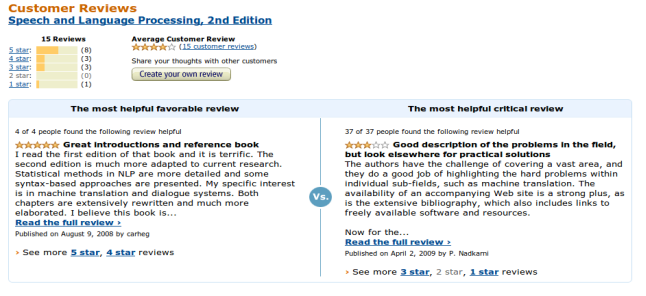 Customer Reviews
Speech and Language Processing, 2nd Edition
15 Reviews
5 star: (8)
4 star: (3)
3 star: (3)
2 star: (0)
1 star: (1)
Average Customer Review
(15 customer reviews)
Share your thoughts with other customers
Create your own review
The most helpful favorable review
4 of 4 people found the following review helpful
Great introductions and reference book
I read the first edition of that book and it is terrific. The
second edition is much more adapted to current research.
Statistical methods in NLP are more detailed and some
syntax-based approaches are presented. My specific interest
is in machine translation and dialogue systems. Both
chapters are extensively rewritten and much more
elaborated. I believe this book is...
Read the full review ›
Published on August 9, 2008 by carheg
› See more 5 star, 4 star reviews
Vs.
The most helpful critical review
37 of 37 people found the following review helpful
Good description of the problems in the field,
but look elsewhere for practical solutions
The authors have the challenge of covering a vast area, and
they do a good job of highlighting the hard problems within
individual sub-fields, such as machine translation. The
availability of an accompanying Web site is a strong plus, as
is the extensive bibliography, which also includes links to
freely available software and resources.
Now for the...
Read the full review ›
Published on April 2, 2009 by P. Nadkarni
› See more 3 star, 2 star, 1 star reviews